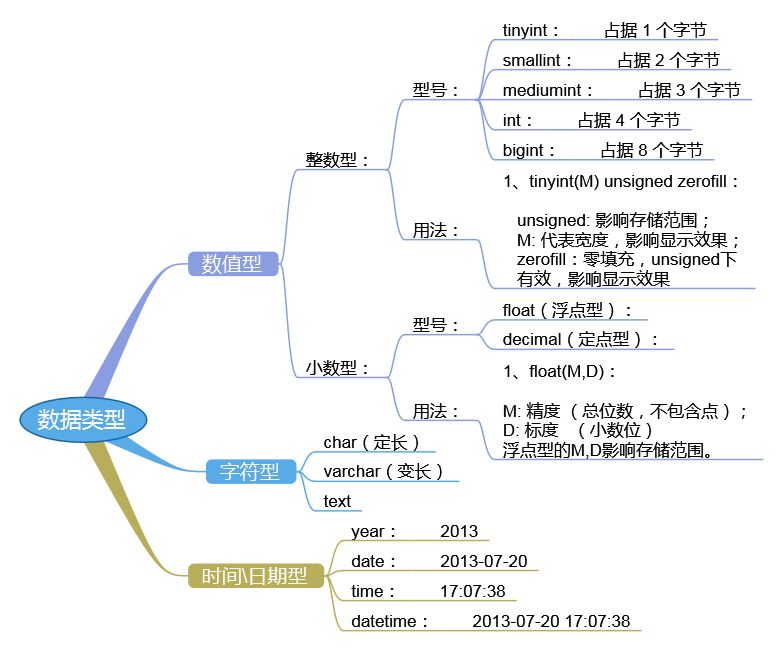 数据类型
数值型
整数型：
型号：
tinyint： 占据 1 个字节
smallint： 占据 2 个字节
mediumint： 占据 3 个字节
int： 占据 4 个字节
bigint： 占据 8 个字节
用法：
1、tinyint(M) unsigned zerofill：
unsigned: 影响存储范围；
M: 代表宽度，影响显示效果；
zerofill：零填充，unsigned下
有效，影响显示效果
小数型：
型号：
float（浮点型）：
decimal（定点型）：
用法：
1、float(M,D)：
M: 精度 （总位数，不包含点）；
D: 标度 （小数位）
浮点型的M,D影响存储范围。
字符型
char（定长）
varchar（变长）
text
时间\日期型
year： 2013
date： 2013-07-20
time： 17:07:38
datetime： 2013-07-20 17:07:38